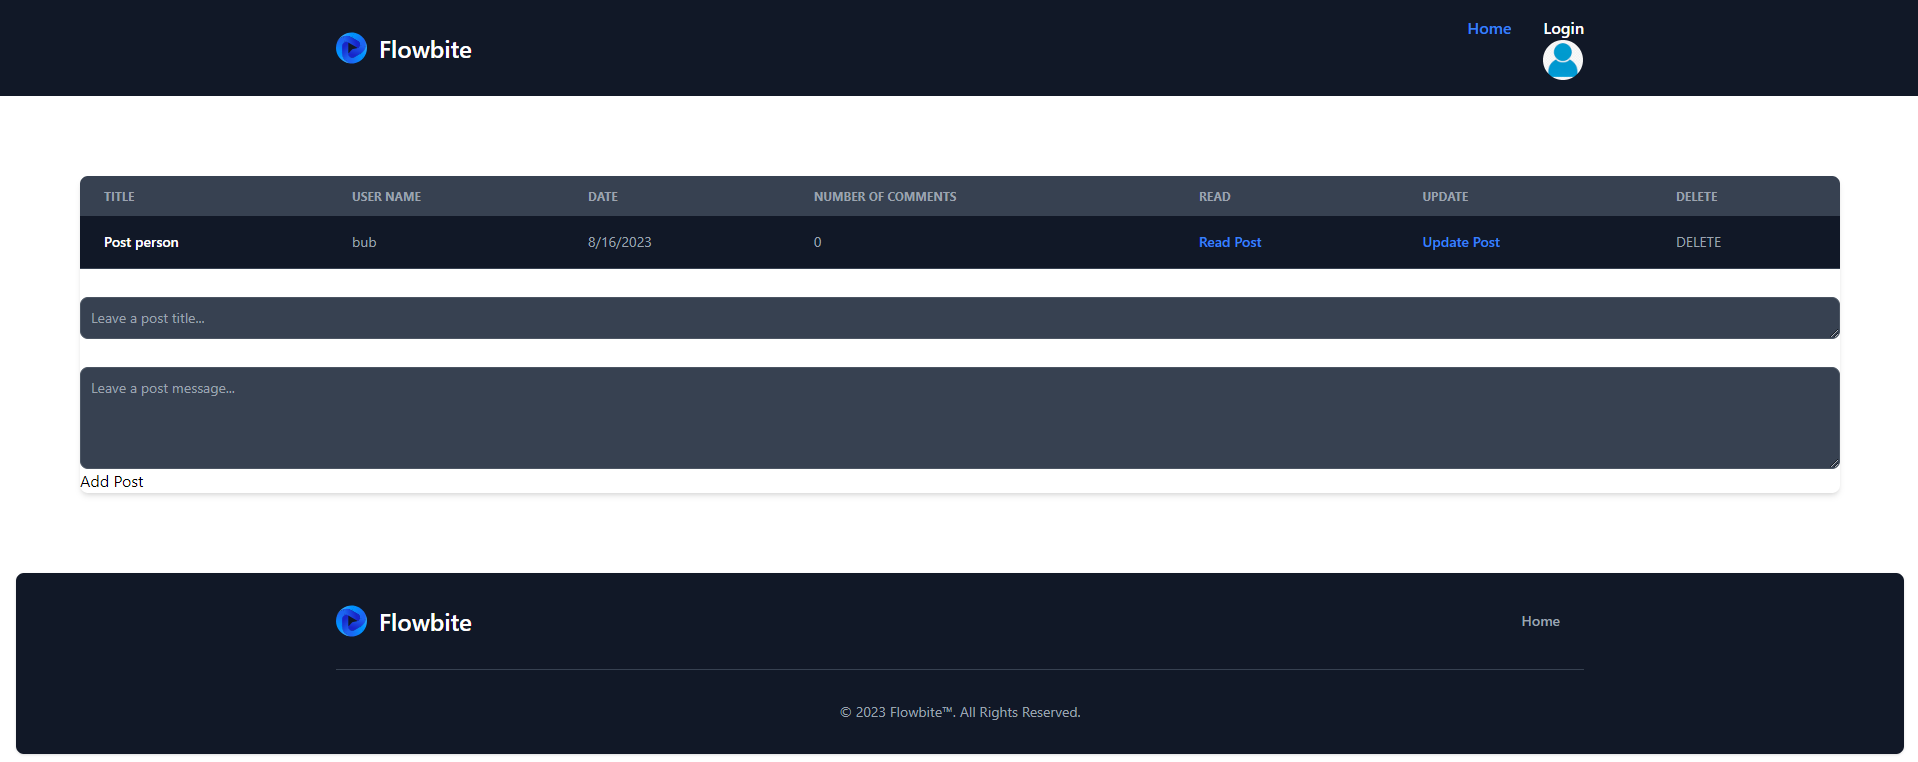 Flowbite
Home Login
TITLE USER NAME DATE NUMBER OF COMMENTS READ UPDATE DELETE
Post person bub 8/16/2023 0 Read Post Update Post DELETE
Leave a post title...
Leave a post message...
Add Post
Flowbite
Home
© 2023 Flowbite™. All Rights Reserved.